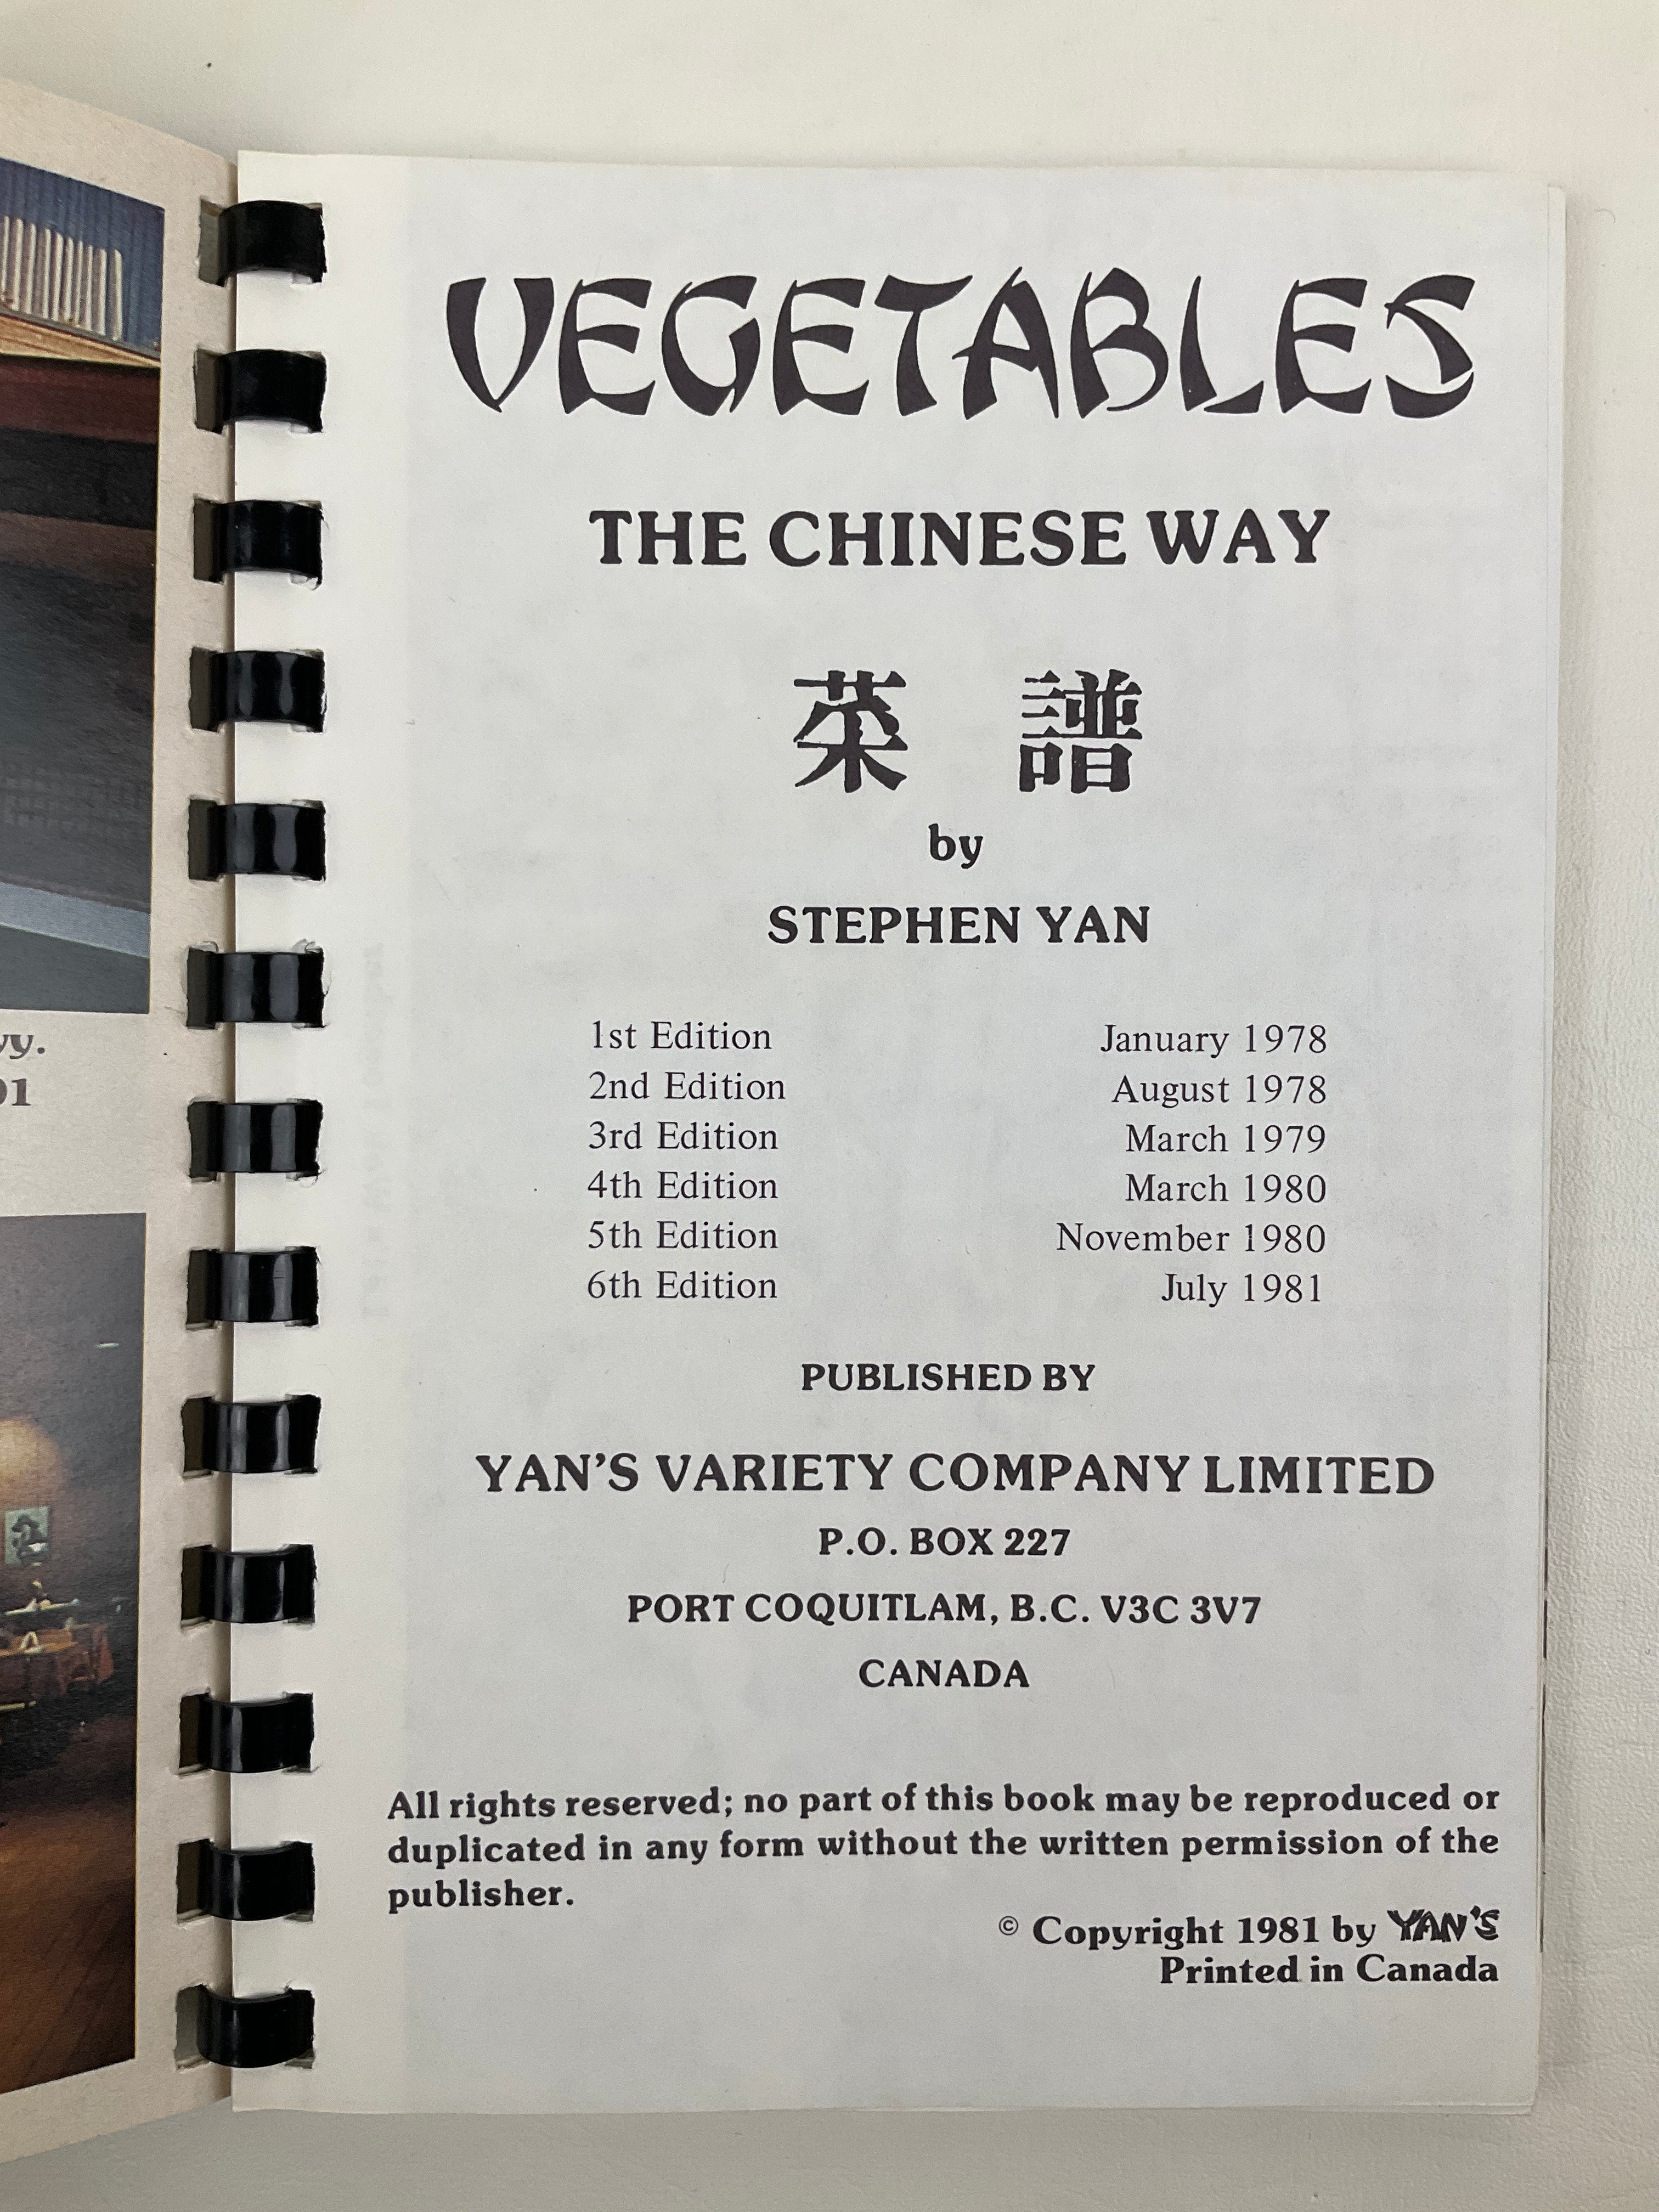 VEGETABLES
THE CHINESE WAY
菜 譜
by
STEPHEN YAN
1st Edition January 1978
2nd Edition August 1978
3rd Edition March 1979
4th Edition March 1980
5th Edition November 1980
6th Edition July 1981
PUBLISHED BY
YAN'S VARIETY COMPANY LIMITED
P.O. BOX 227
PORT COQUITLAM, B.C. V3C 3V7
CANADA
All rights reserved; no part of this book may be reproduced or
duplicated in any form without the written permission of the
publisher.
© Copyright 1981 by YAN'S
Printed in Canada